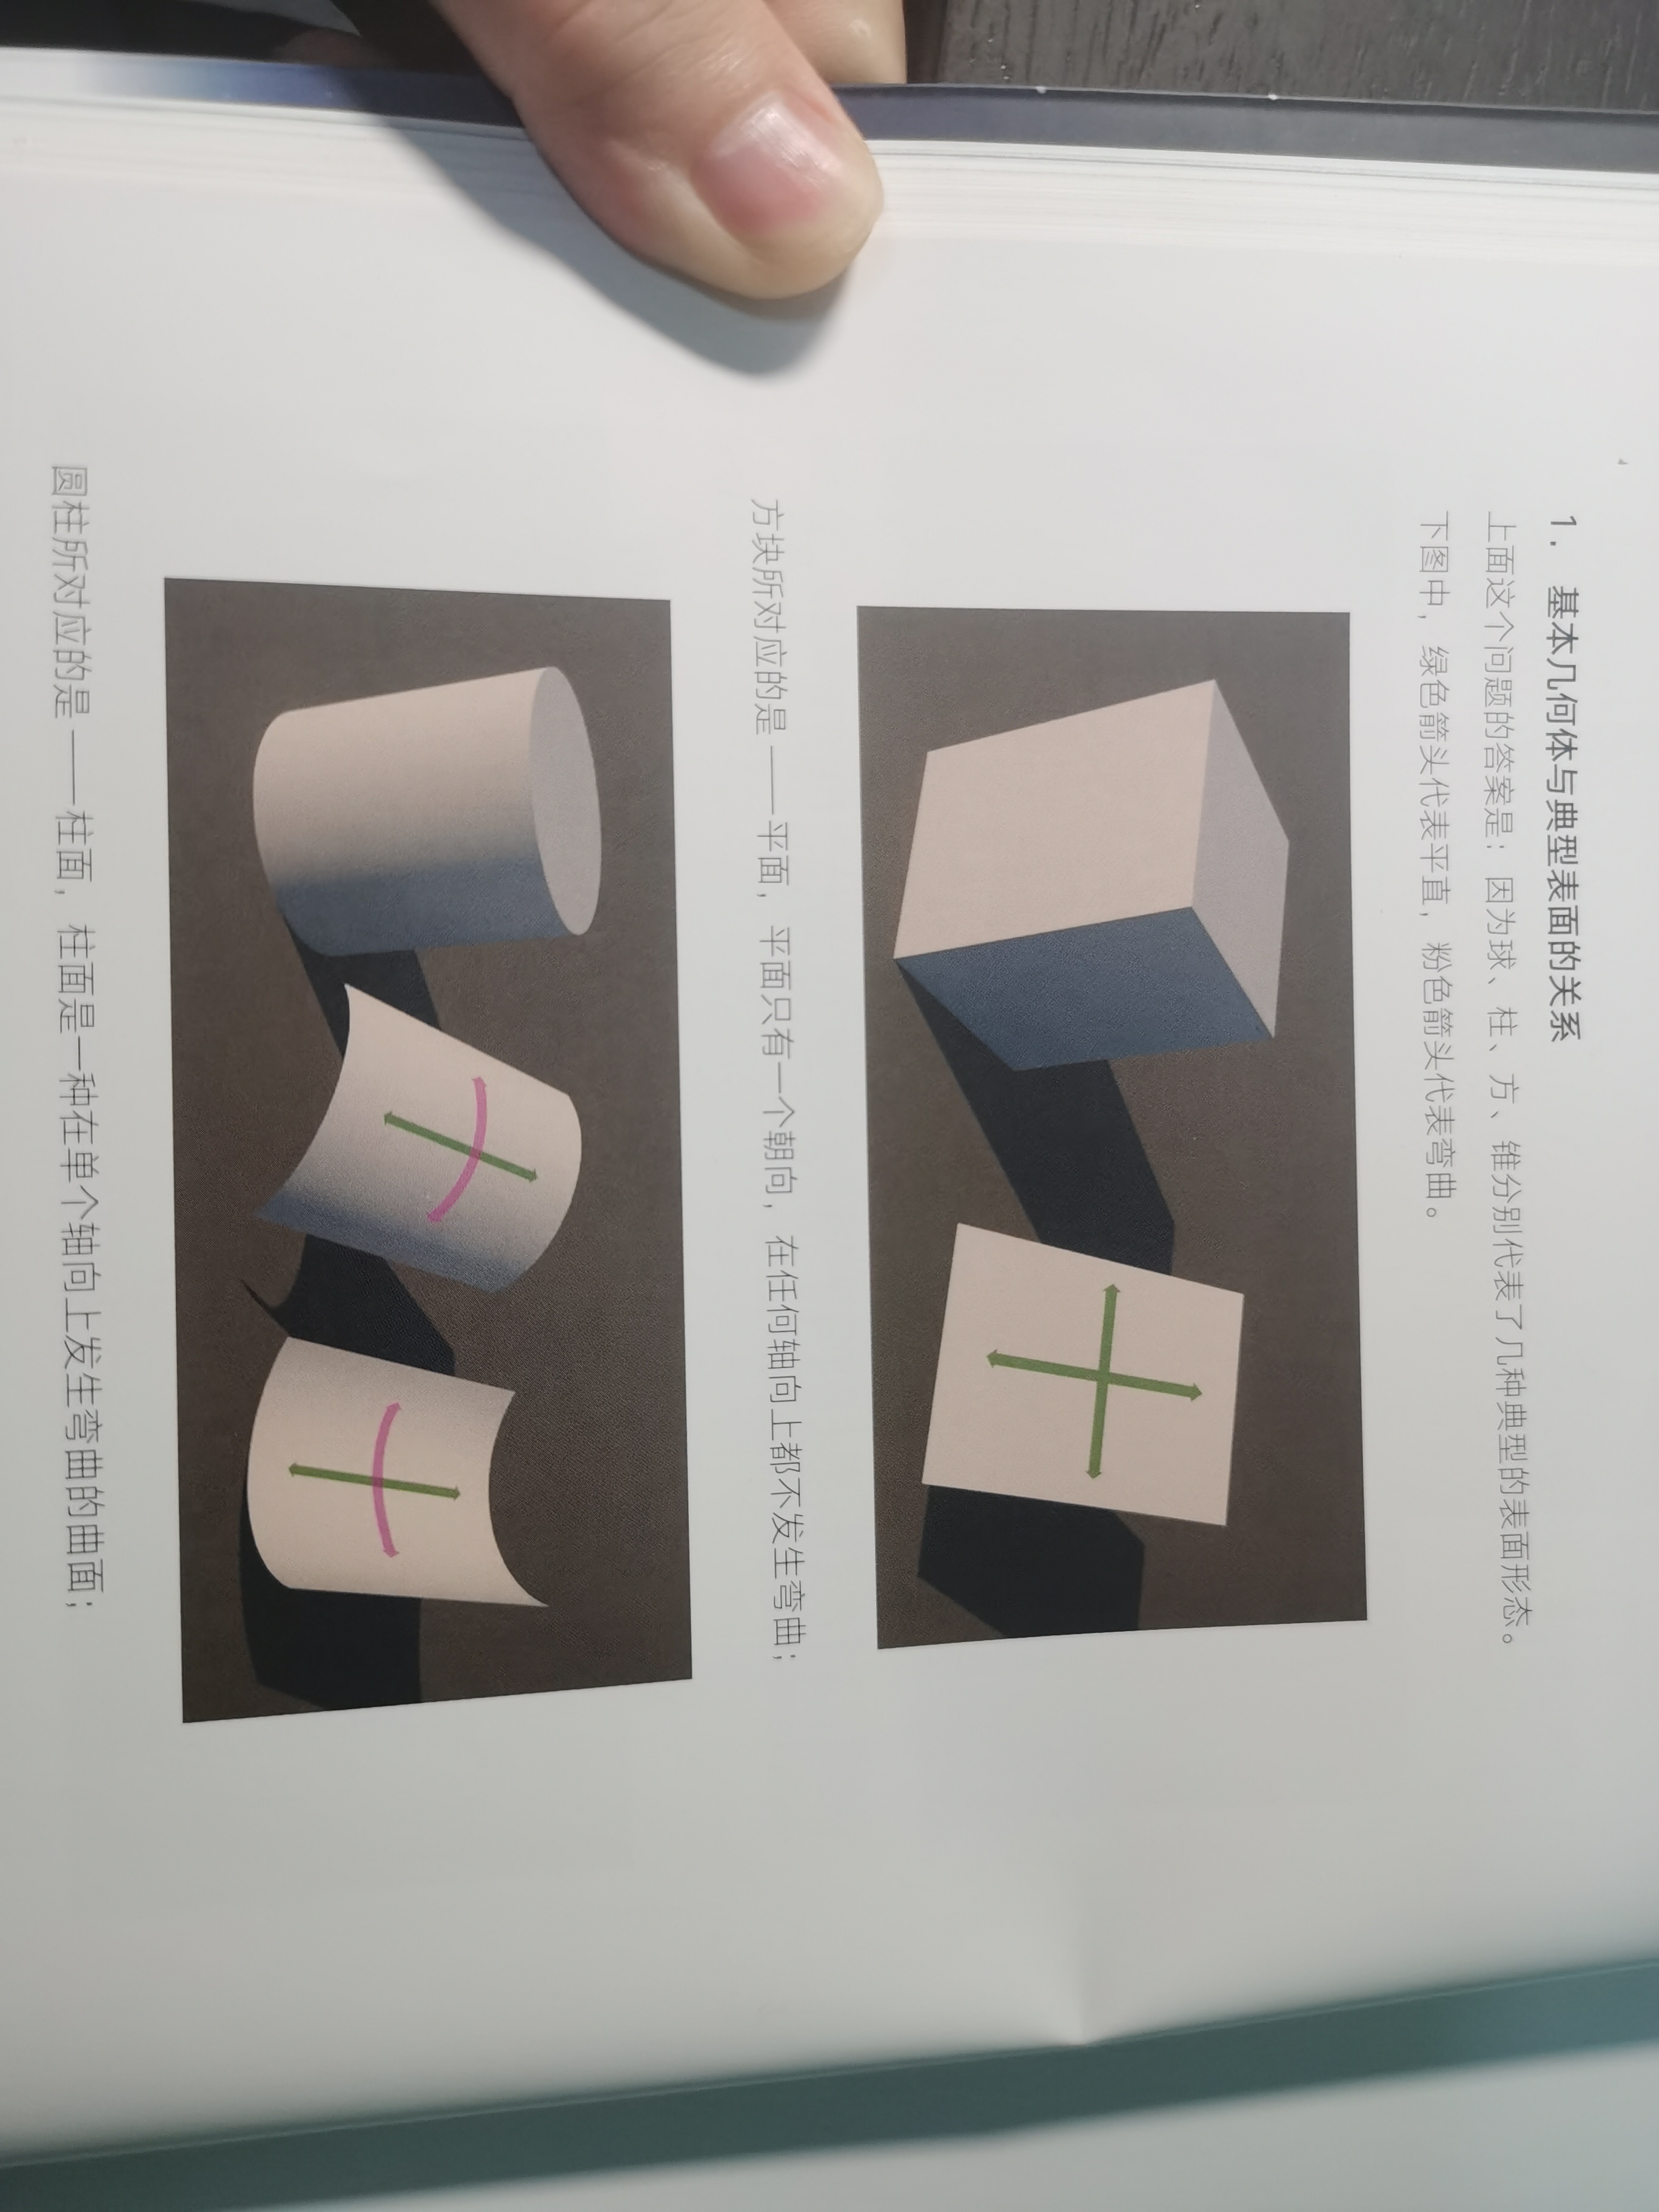 1. 基本几何体与典型表面的关系
上面这个问题的答案是：因为球、柱、方、锥分别代表了几种典型的表面形态。
下图中，绿色箭头代表平直，粉色箭头代表弯曲。
方块所对应的是——平面，平面只有一个朝向，在任何轴向上都不发生弯曲；
圆柱所对应的是——柱面，柱面是一种在单个轴向上发生弯曲的曲面；